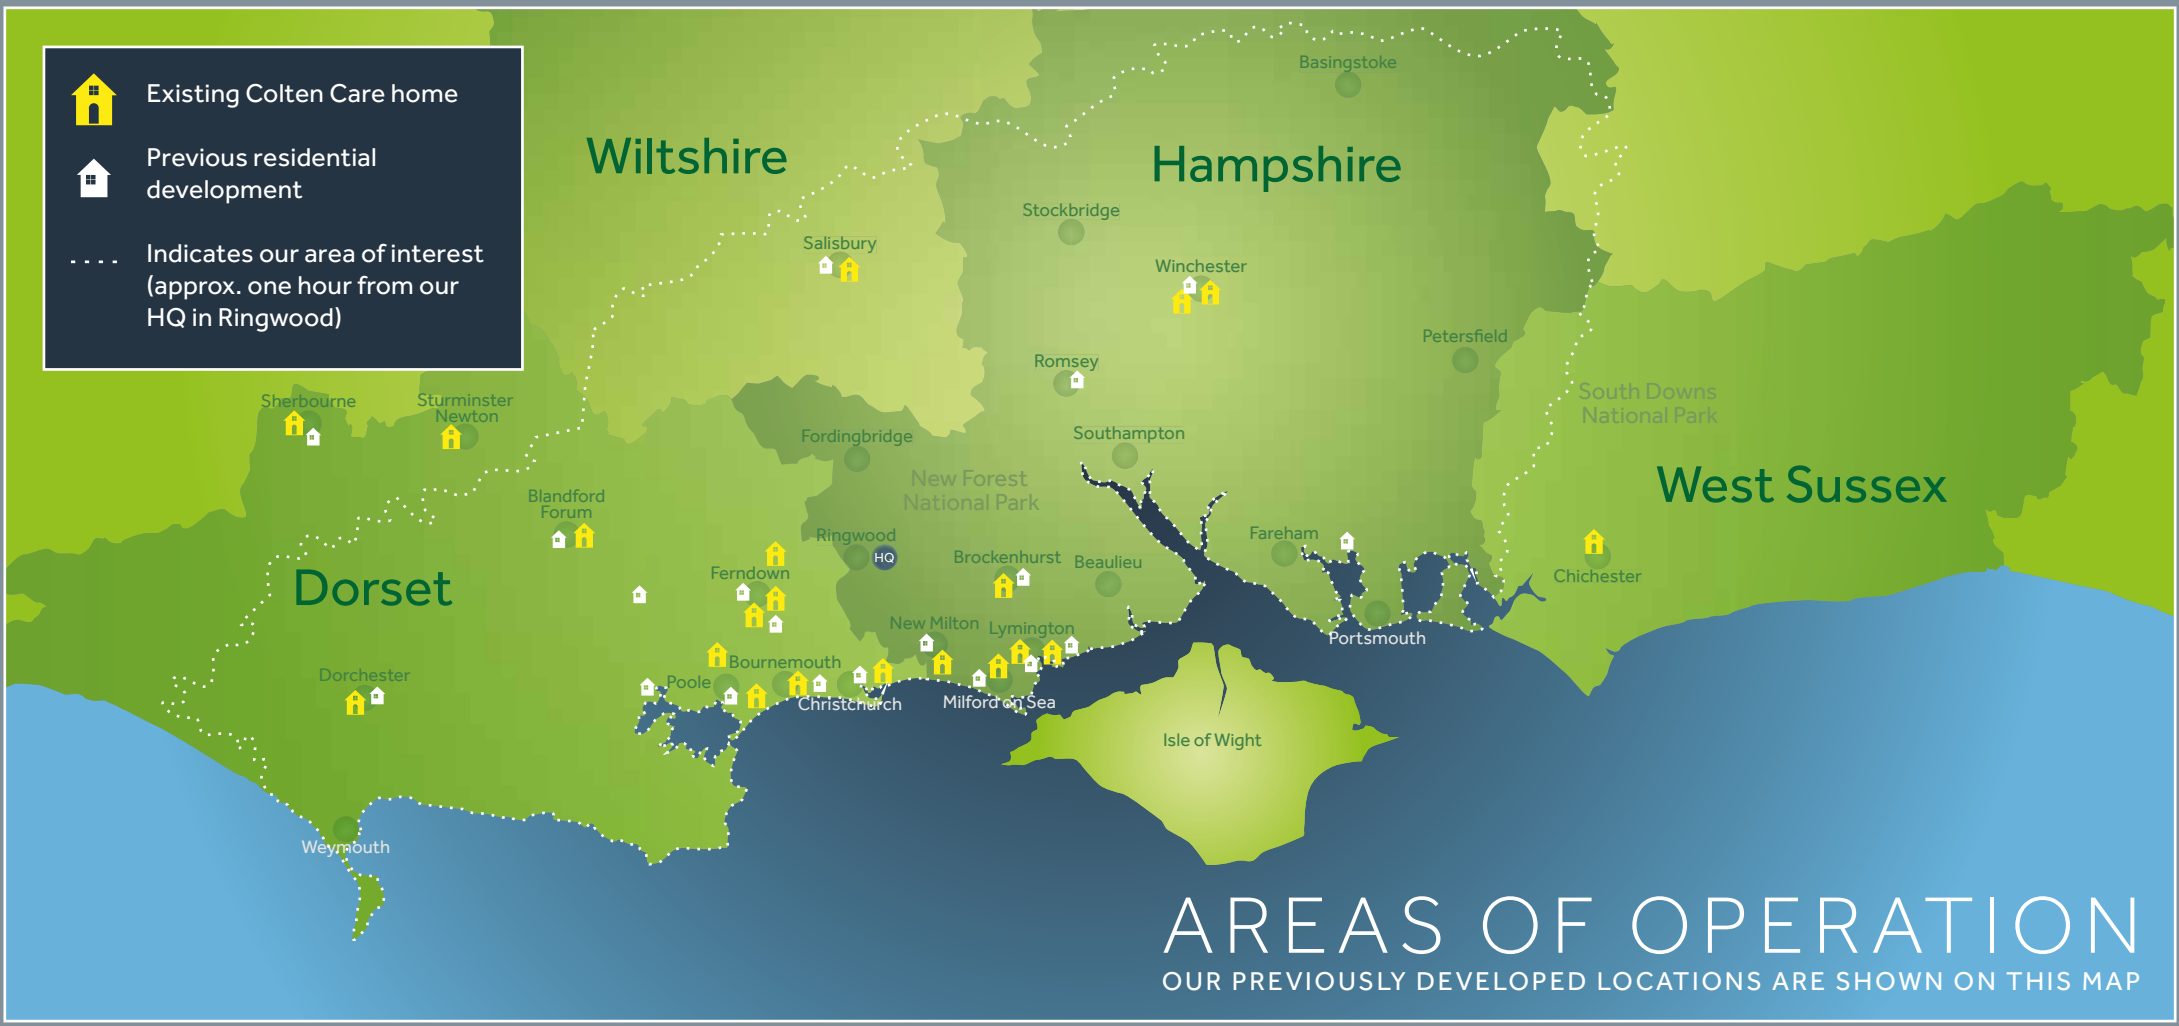 Existing Colten Care home
Previous residential
development
Indicates our area of interest
(approx. one hour from our
HQ in Ringwood)
Basingstoke
Wiltshire
Hampshire
Stockbridge
Salisbury
Winchester
Petersfield
Romsey
South Downs
National Park
Sherbourne
Sturminster
Newton
Fordingbridge
Southampton
New Forest
National Park
West Sussex
Blandford
Forum
Ringwood
HQ
Fareham
Brockenhurst
Beaulieu
Ferndown
Chichester
Dorset
New Milton
Lymington
Portsmouth
Bournemouth
Dorchester
Poole
Christchurch
Milford on Sea
Isle of Wight
Weymouth
AREAS OF OPERATION
OUR PREVIOUSLY DEVELOPED LOCATIONS ARE SHOWN ON THIS MAP